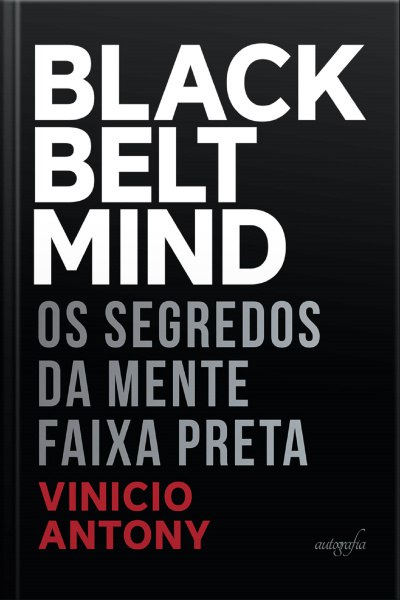 BLACK
BELT
MIND
OS SEGREDOS
DA MENTE
FAIXA PRETA
VINICIO
ANTONY
autografia